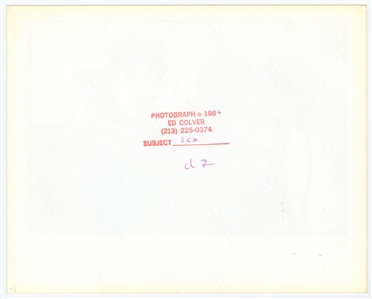 PHOTOGRAPH © 1984
ED COLVER
(213) 225-0374
SUBJECT